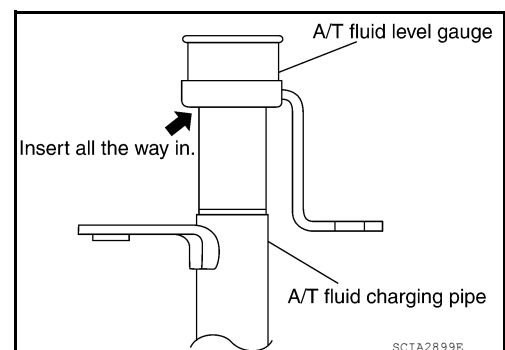 A/T fluid level gauge
Insert all the way in.
A/T fluid charging pipe
SCIA2899E